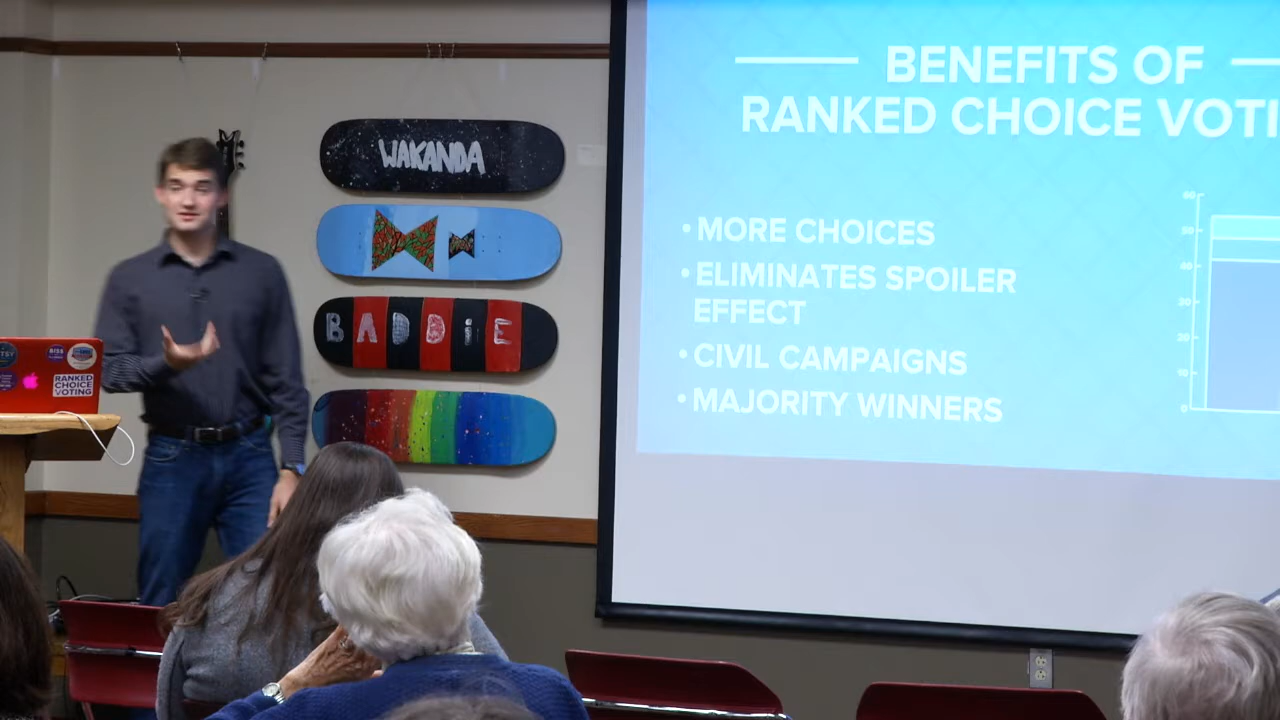 WAKANDA
BADDiE
RANKED
CHOICE
VOTING
BENEFITS OF
RANKED CHOICE VOTI
• MORE CHOICES
• ELIMINATES SPOILER
EFFECT
• CIVIL CAMPAIGNS
• MAJORITY WINNERS